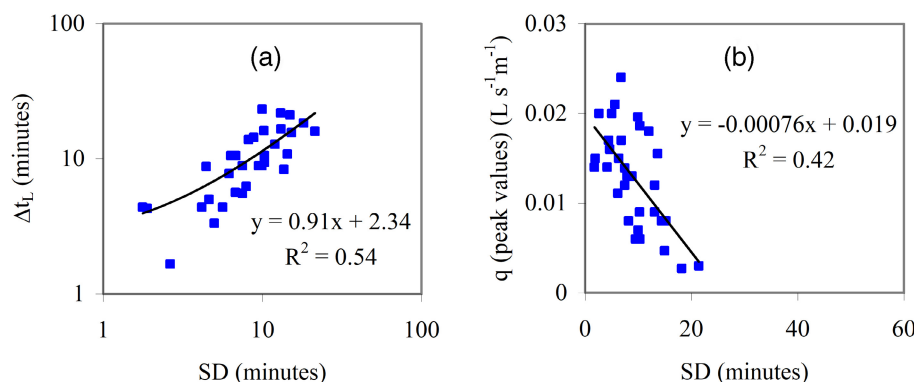 (a)
100
10
1
1
10
100
Δt_L (minutes)
SD (minutes)
y = 0.91x + 2.34
R² = 0.54
(b)
0.03
0.02
0.01
0
0
20
40
60
q (peak values) (L s⁻¹m⁻¹)
SD (minutes)
y = -0.00076x + 0.019
R² = 0.42